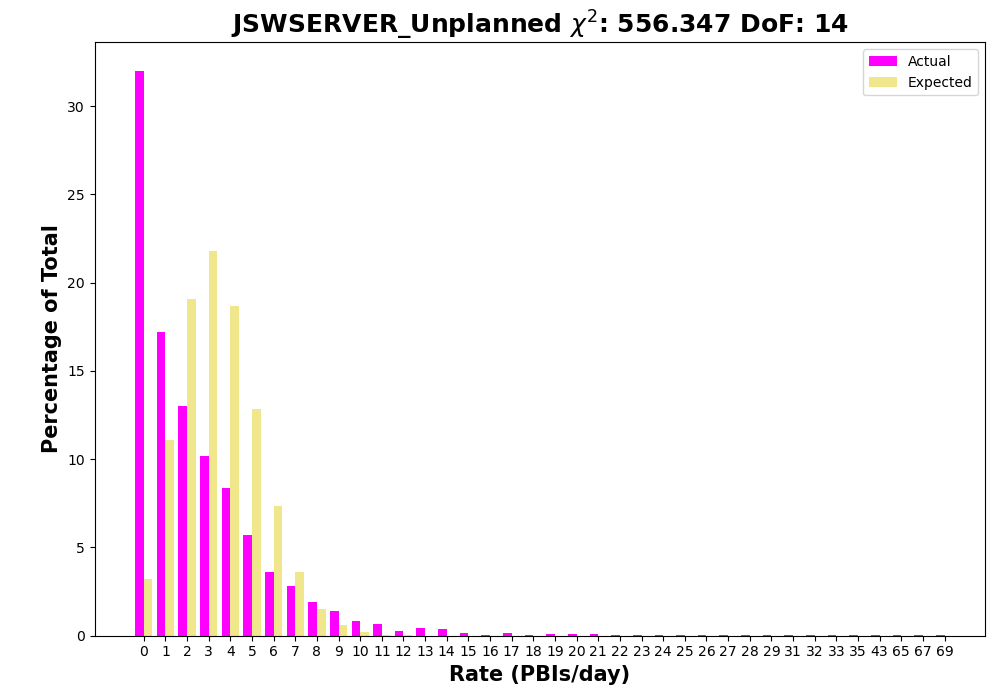 JSWSERVER_Unplanned χ²: 556.347 DoF: 14
Actual
Expected
Percentage of Total
30
25
20
15
10
5
0
0 1 2 3 4 5 6 7 8 9 10 11 12 13 14 15 16 17 18 19 20 21 22 23 24 25 26 27 28 29 31 32 33 35 43 65 67 69
Rate (PBIs/day)